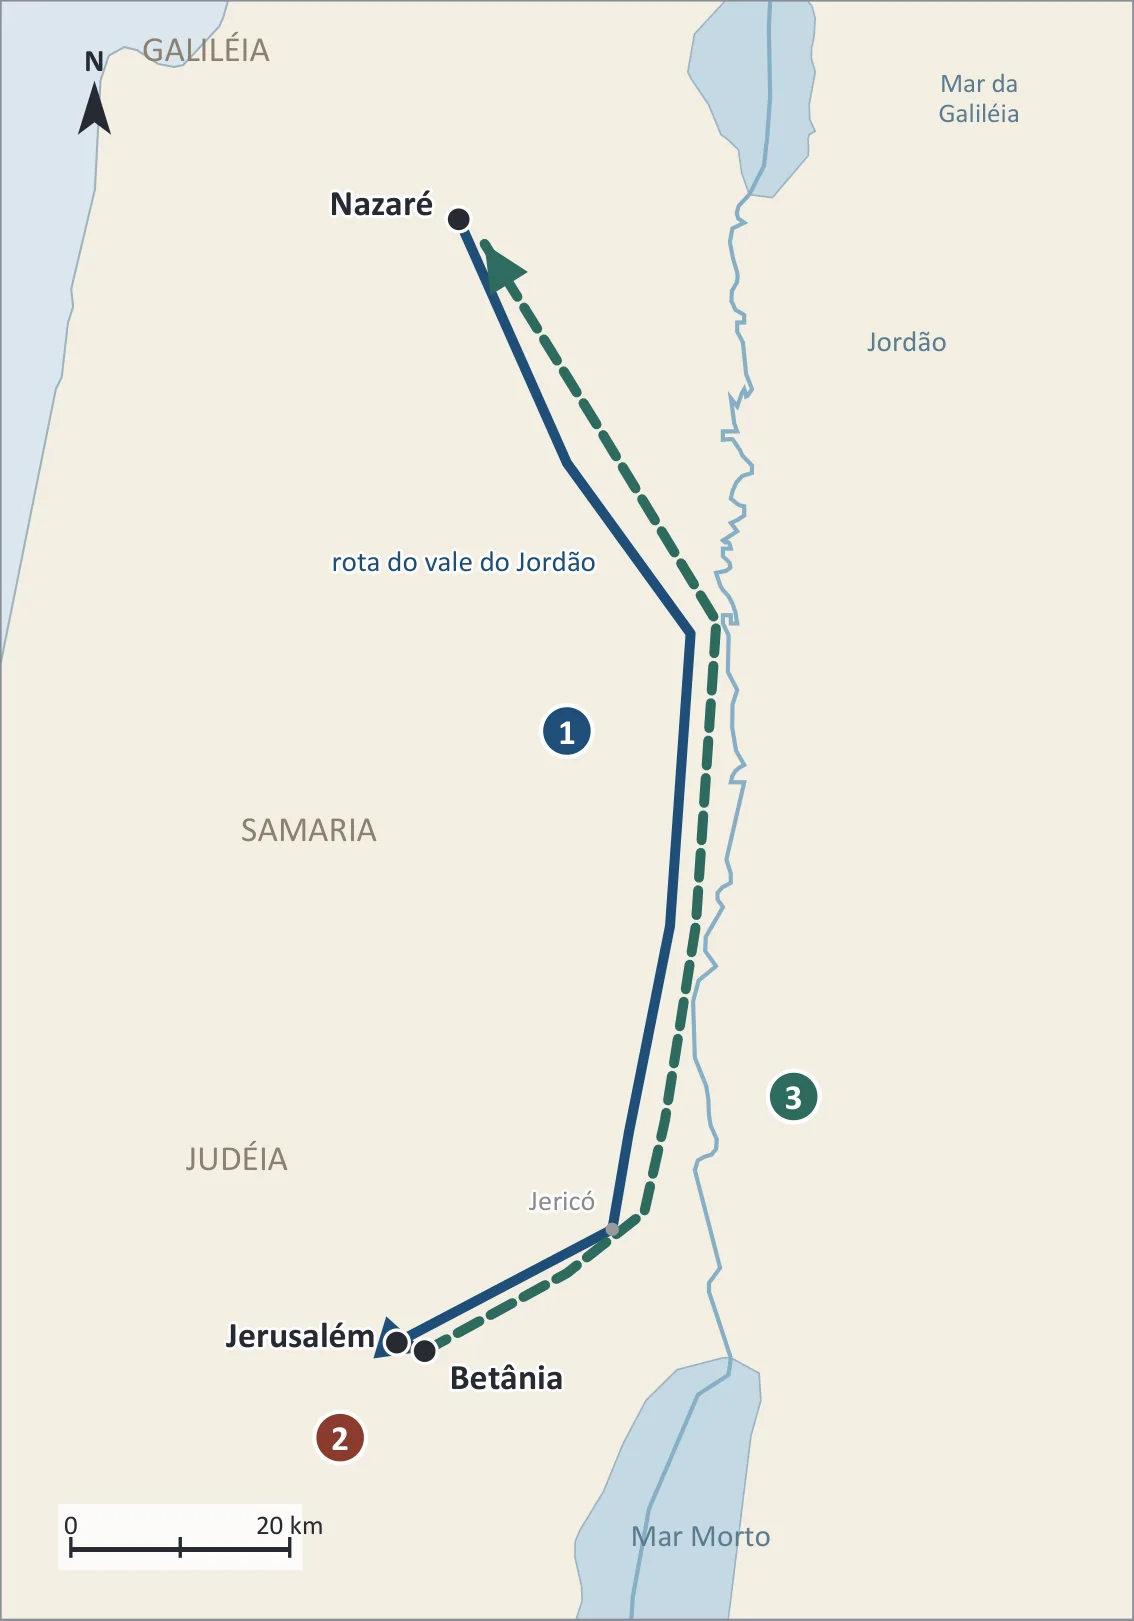 GALILÉIA
N
Mar da
Galiléia
Nazaré
Jordão
rota do vale do Jordão
1
SAMARIA
3
JUDÉIA
Jericó
Jerusalém
Betânia
2
0 20 km
Mar Morto